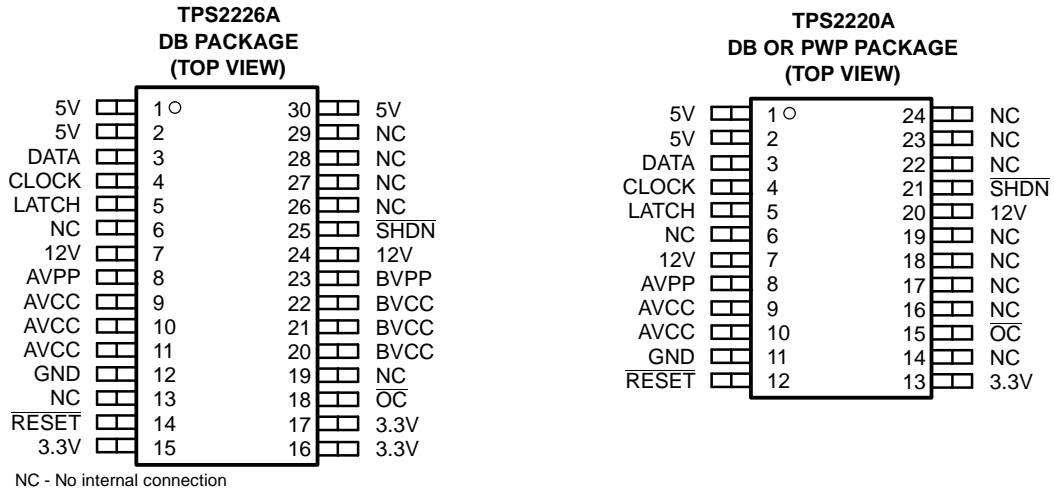 TPS2226A
DB PACKAGE
(TOP VIEW)
5V 1 30 5V
5V 2 29 NC
DATA 3 28 NC
CLOCK 4 27 NC
LATCH 5 26 NC
NC 6 25 SHDN
12V 7 24 12V
AVPP 8 23 BVPP
AVCC 9 22 BVCC
AVCC 10 21 BVCC
AVCC 11 20 BVCC
GND 12 19 NC
NC 13 18 OC
RESET 14 17 3.3V
3.3V 15 16 3.3V
NC - No internal connection
TPS2220A
DB OR PWP PACKAGE
(TOP VIEW)
5V 1 24 NC
5V 2 23 NC
DATA 3 22 NC
CLOCK 4 21 SHDN
LATCH 5 20 12V
NC 6 19 NC
12V 7 18 NC
AVPP 8 17 NC
AVCC 9 16 NC
AVCC 10 15 OC
GND 11 14 NC
RESET 12 13 3.3V